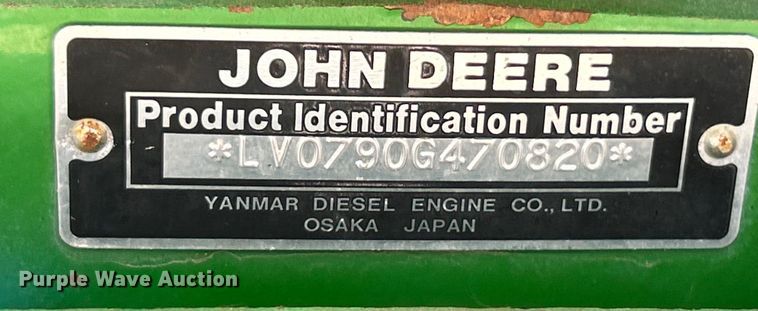 JOHN DEERE
Product Identification Number
*LV0790G470820*
YANMAR DIESEL ENGINE CO., LTD.
OSAKA JAPAN
Purple Wave Auction